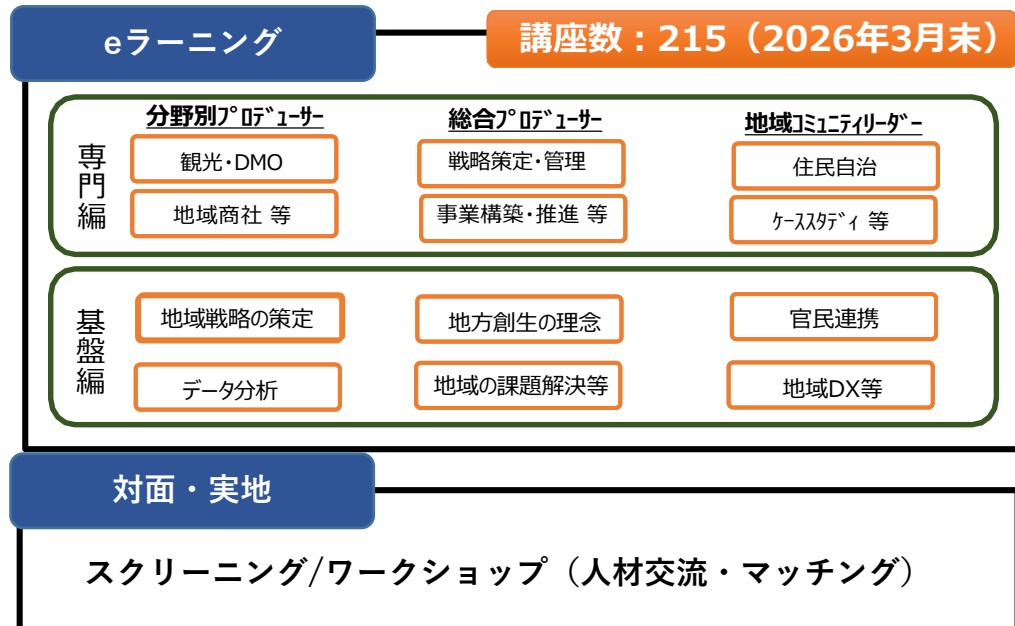 eラーニング
講座数：215（2026年3月末）
専門編
分野別ﾌﾟﾛﾃﾞｭｰｻｰ
総合ﾌﾟﾛﾃﾞｭｰｻｰ
地域ｺﾐｭﾆﾃｨﾘｰﾀﾞｰ
観光・DMO
戦略策定・管理
住民自治
地域商社 等
事業構築・推進 等
ｹｰｽｽﾀﾃﾞｨ 等
基盤編
地域戦略の策定
地方創生の理念
官民連携
データ分析
地域の課題解決等
地域DX等
対面・実地
スクリーニング/ワークショップ（人材交流・マッチング）